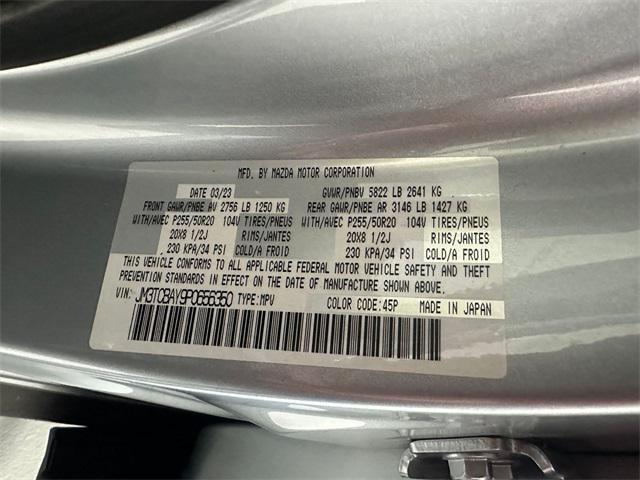 MFD. BY MAZDA MOTOR CORPORATION
DATE 03/23 GVWR/PNBV 5822 LB 2641 KG
FRONT GAWR/PNBE AV 2756 LB 1250 KG REAR GAWR/PNBE AR 3146 LB 1427 KG
WITH/AVEC P255/50R20 104V TIRES/PNEUS WITH/AVEC P255/50R20 104V TIRES/PNEUS
20X8 1/2J RIMS/JANTES 20X8 1/2J RIMS/JANTES
230 KPA/34 PSI COLD/A FROID 230 KPA/34 PSI COLD/A FROID
THIS VEHICLE CONFORMS TO ALL APPLICABLE FEDERAL MOTOR VEHICLE SAFETY AND THEFT
PREVENTION STANDARDS IN EFFECT ON THE DATE OF MANUFACTURE SHOWN ABOVE.
VIN: JM3TCBAY9P0656350 TYPE:MPV COLOR CODE:45P MADE IN JAPAN